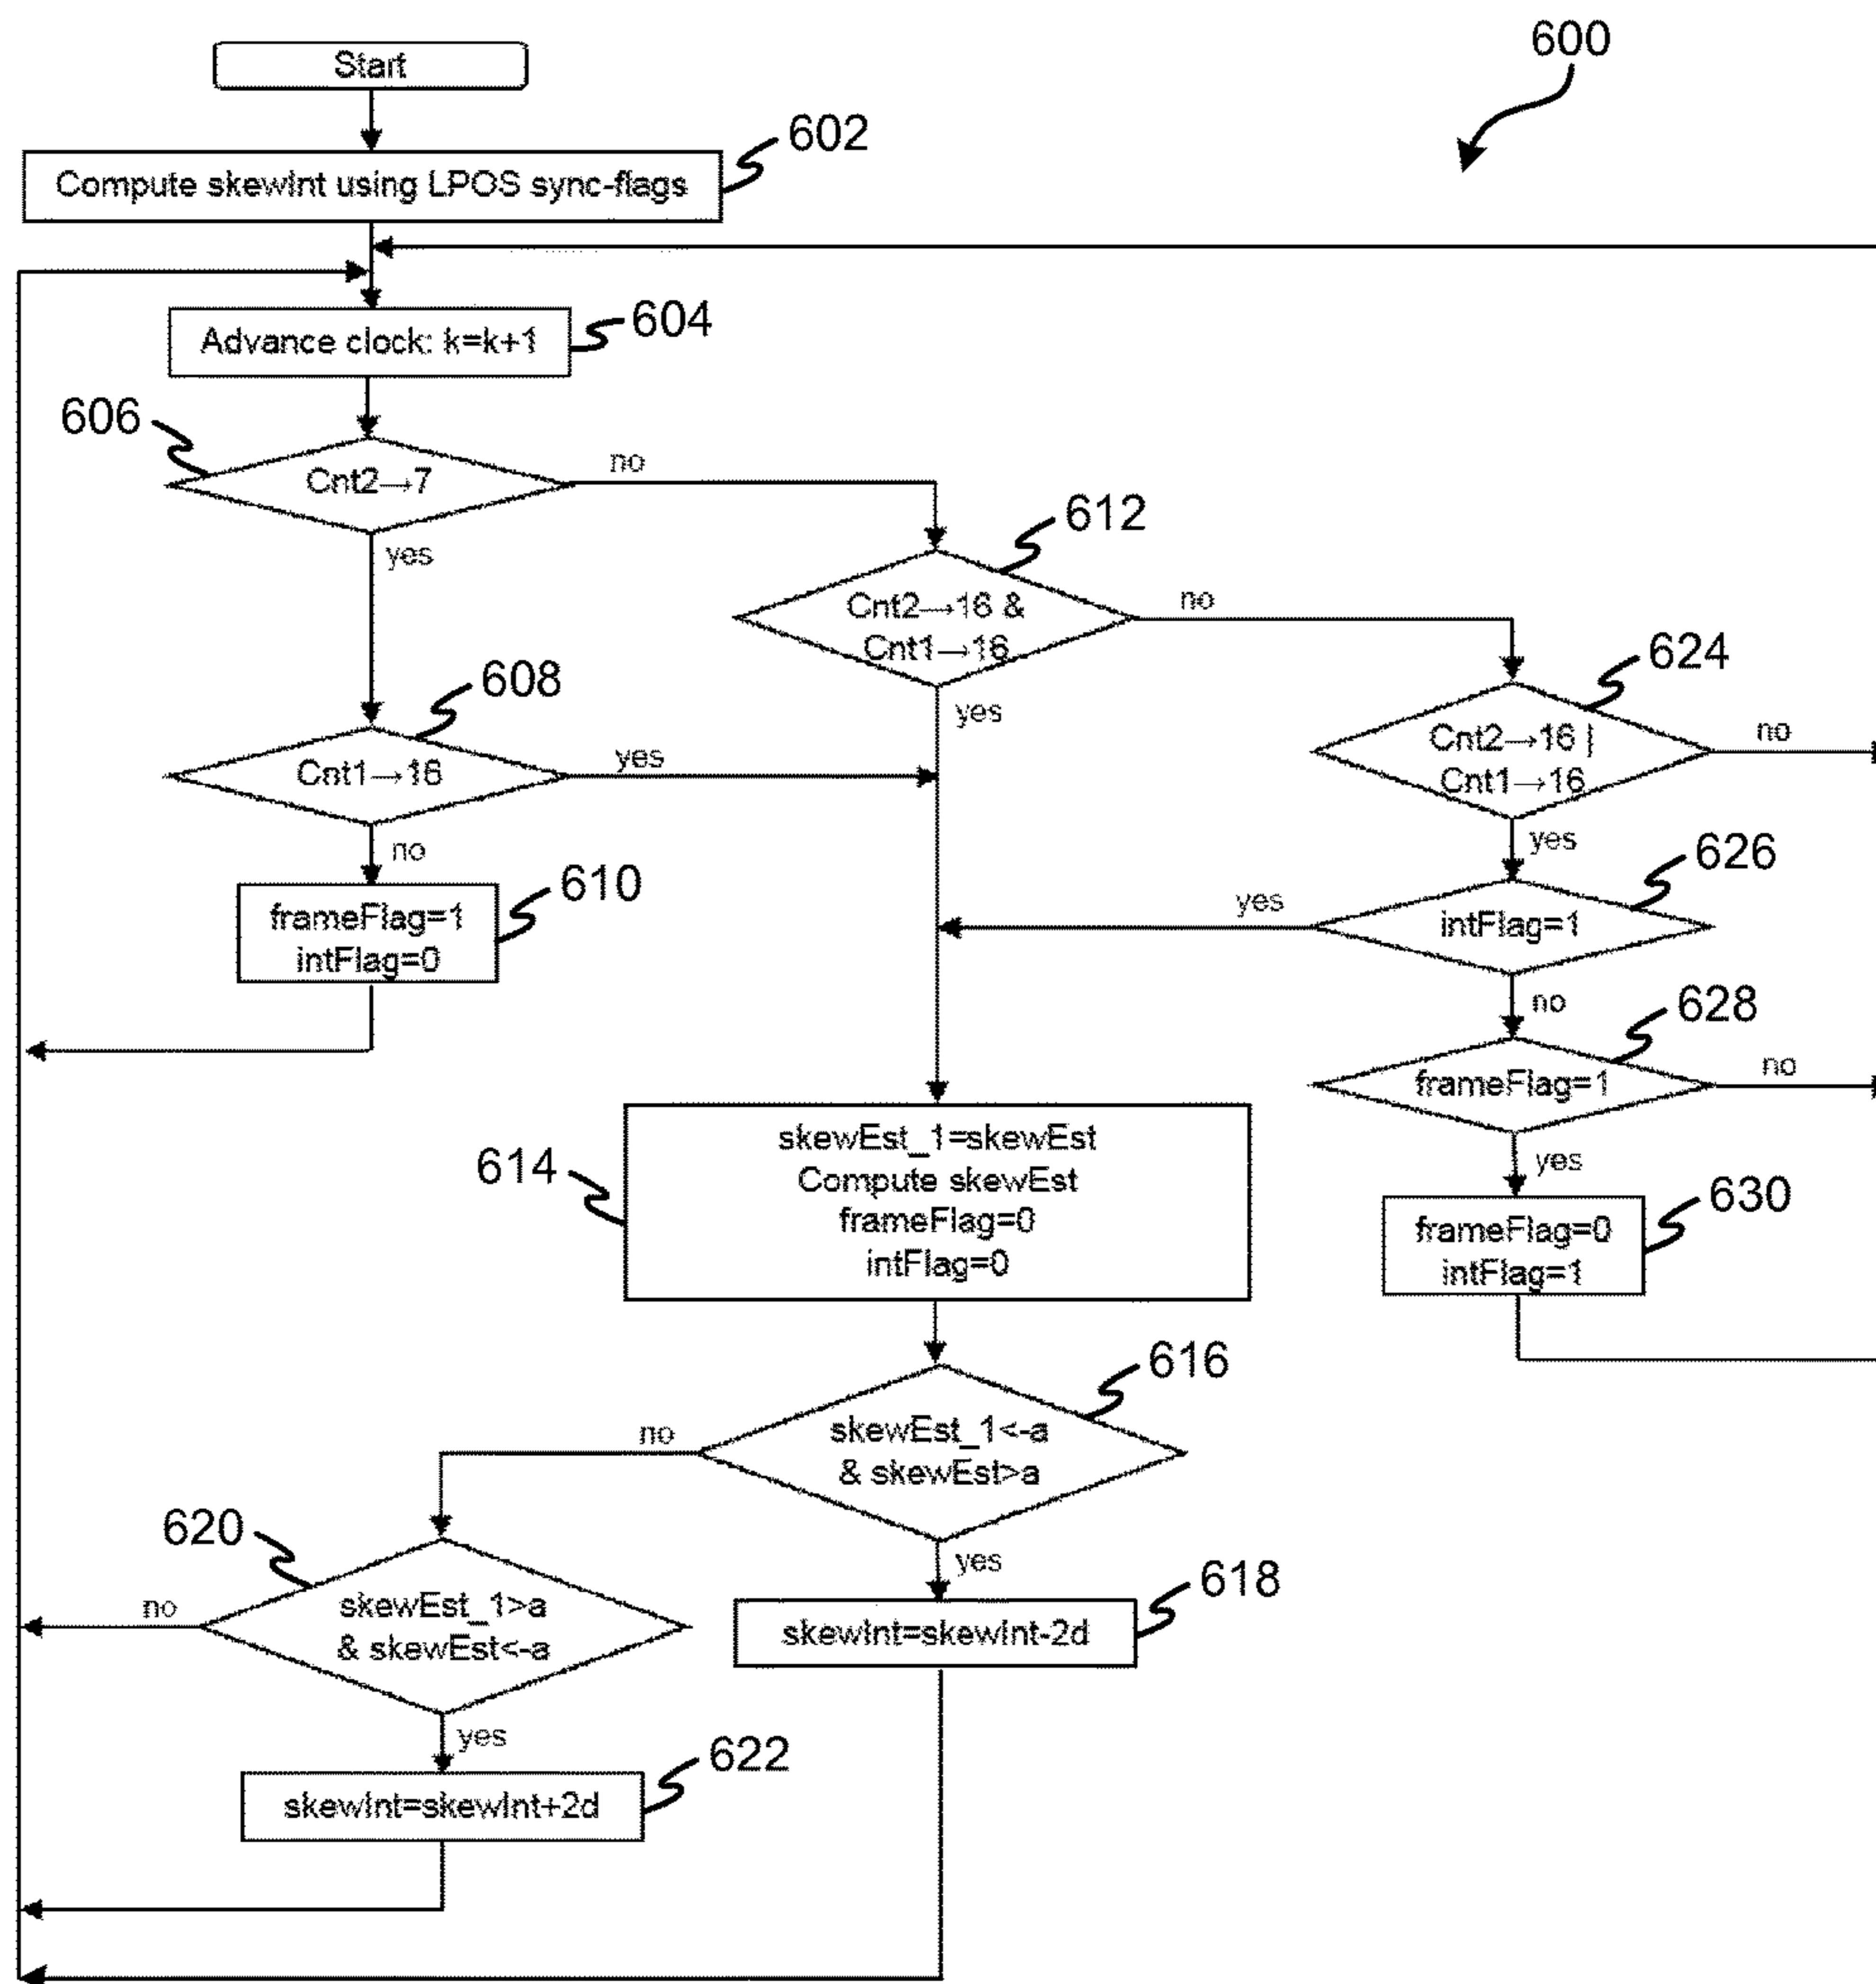 600
Start
602
Compute skewInt using LPOS sync-flags
604
Advance clock: k=k+1
606
Cnt2→7
no
yes
612
Cnt2→16 &
Cnt1→16
no
yes
608
Cnt1→16
yes
no
624
Cnt2→16 |
Cnt1→16
no
yes
610
frameFlag=1
intFlag=0
626
intFlag=1
yes
no
628
frameFlag=1
no
yes
614
skewEst_1=skewEst
Compute skewEst
frameFlag=0
intFlag=0
630
frameFlag=0
intFlag=1
616
skewEst_1<-a
& skewEst>a
no
yes
620
skewEst_1>a
& skewEst<-a
no
yes
618
skewInt=skewInt-2d
622
skewInt=skewInt+2d